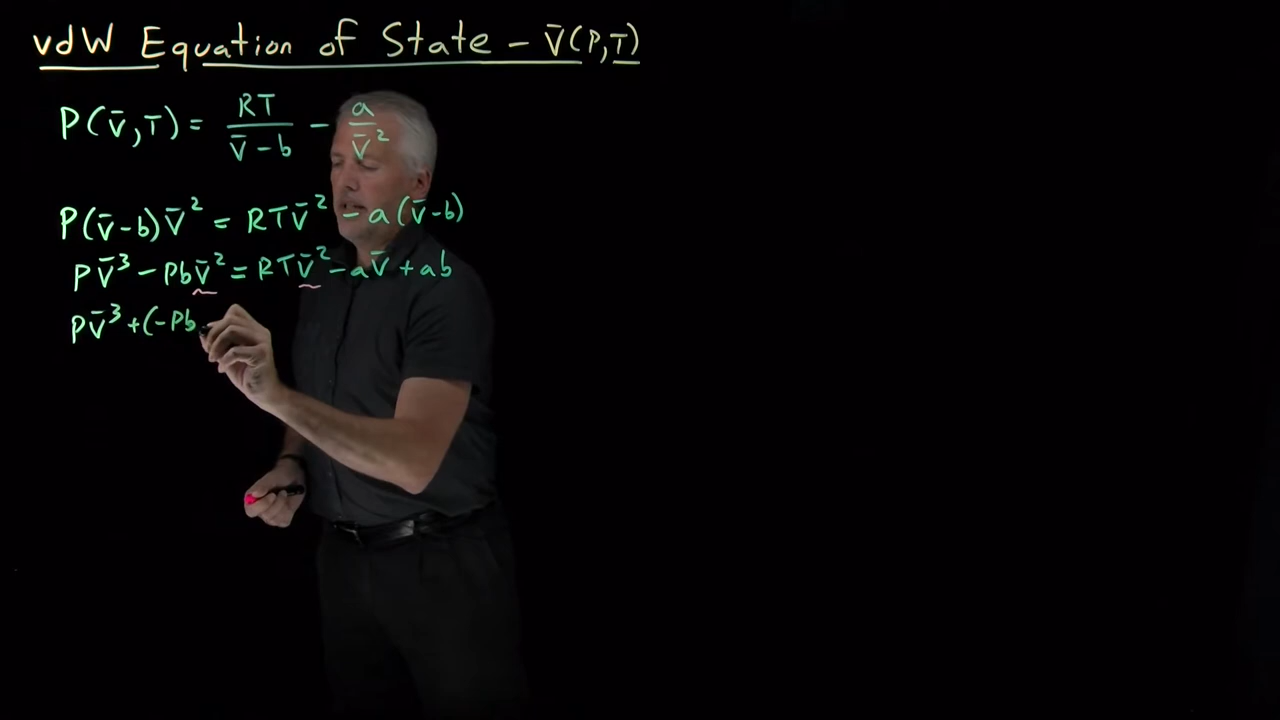 vdW Equation of State – V̄(P,T)
P(V̄,T) = RT/(V̄–b) – a/V̄²
P(V̄–b)V̄² = RTV̄² – a(V̄–b)
PV̄³ – PbV̄² = RTV̄² – aV̄ + ab
PV̄³ + (–Pb